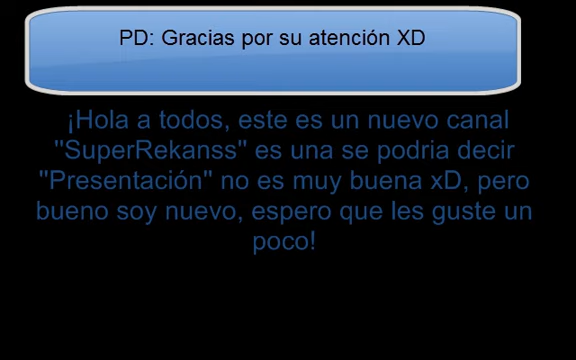 PD: Gracias por su atención XD
¡Hola a todos, este es un nuevo canal
"SuperRekanss" es una se podria decir
"Presentación" no es muy buena xD, pero
bueno soy nuevo, espero que les guste un
poco!